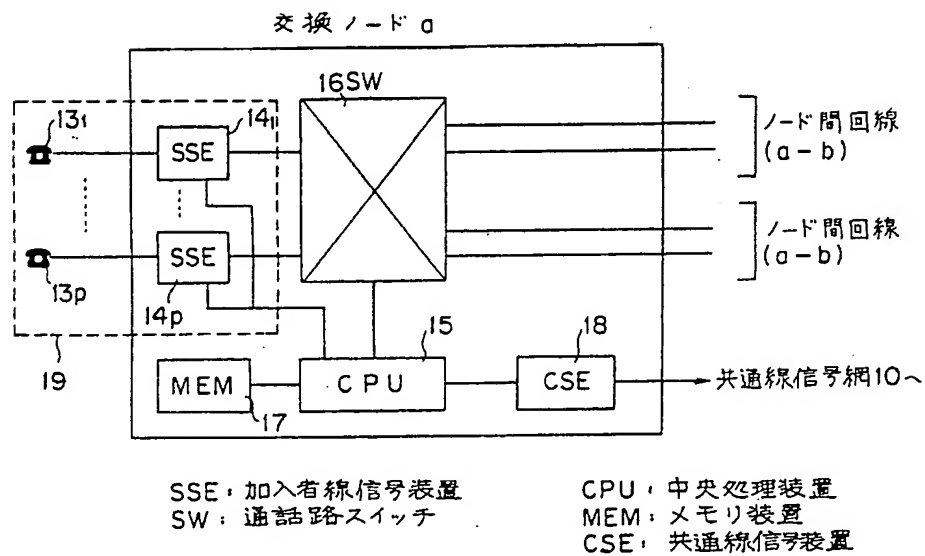 交換ノード a
16SW
13₁
14₁
SSE
ノード間回線
(a-b)
SSE
13p
14p
ノード間回線
(a-b)
15
18
19
MEM
CPU
CSE
共通線信号網10へ
17
SSE: 加入者線信号装置
SW: 通話路スイッチ
CPU: 中央処理装置
MEM: メモリ装置
CSE: 共通線信号装置